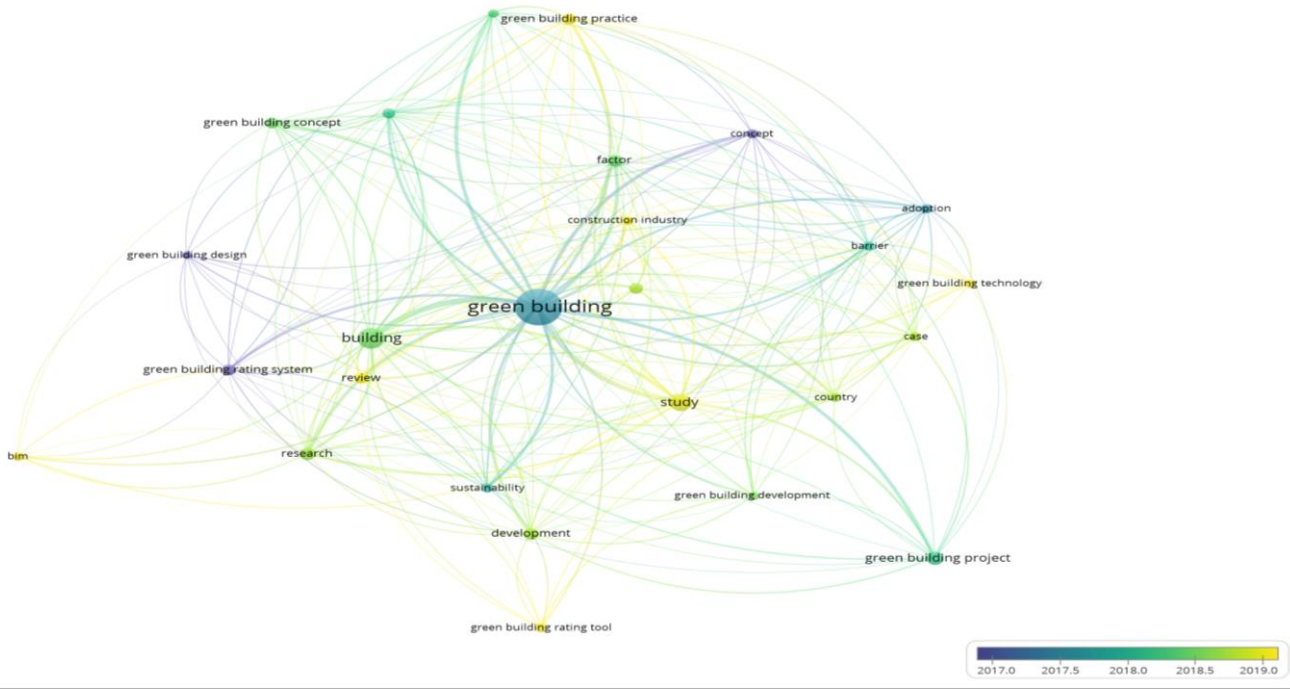 green building practice
green building concept
concept
factor
adoption
construction industry
barrier
green building design
green building technology
green building
building
case
green building rating system
review
country
study
research
bim
sustainability
green building development
development
green building project
green building rating tool
2017.0 2017.5 2018.0 2018.5 2019.0